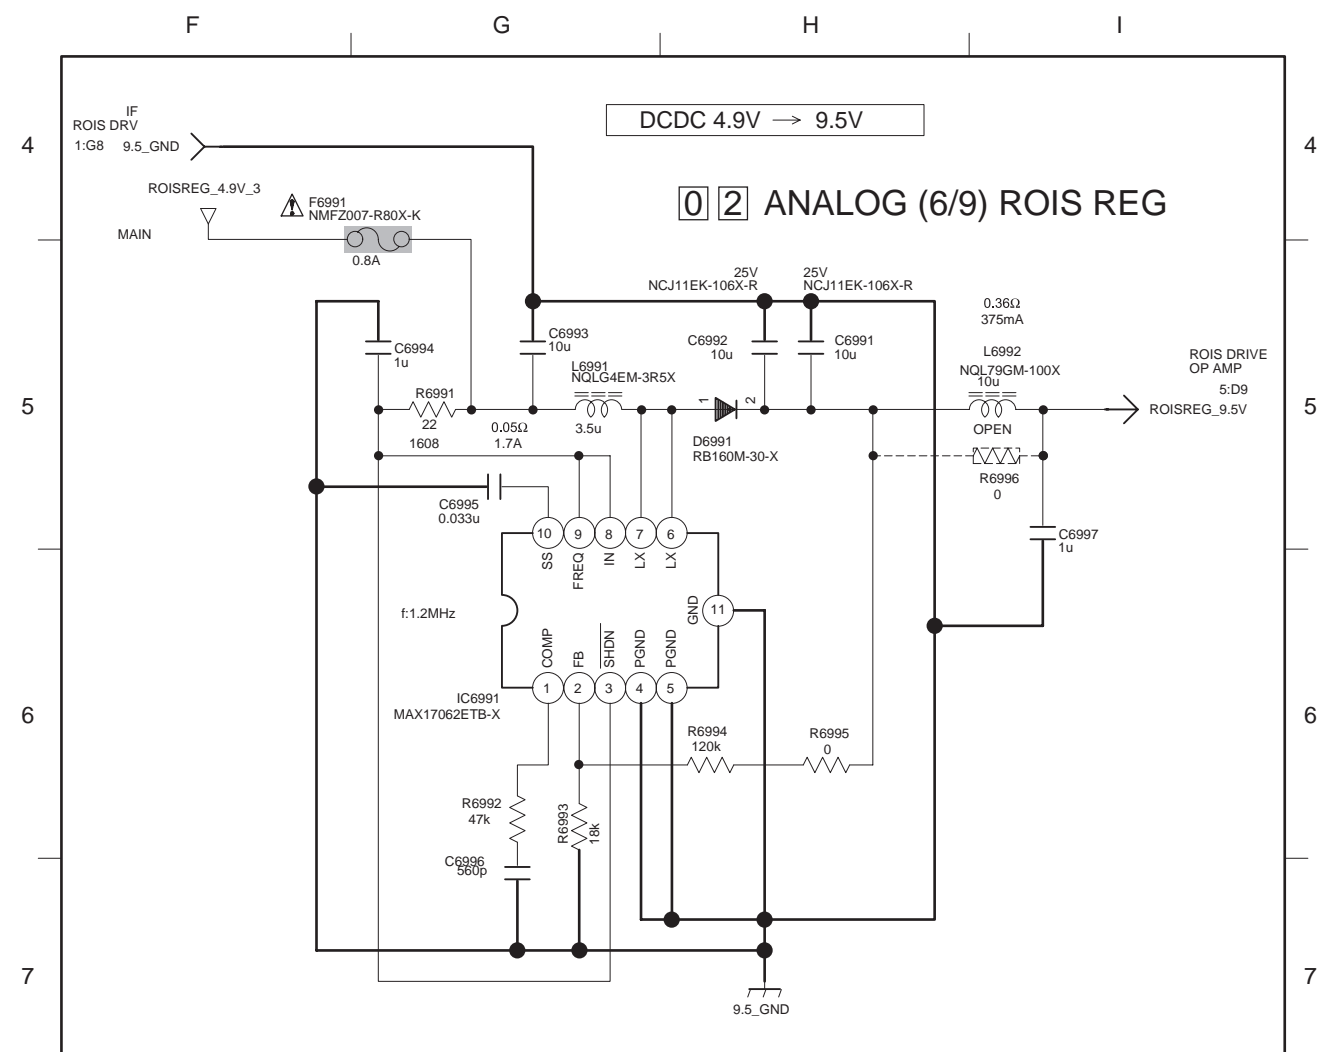 F G H I
IF
ROIS DRV
1:G8 9.5_GND
DCDC 4.9V → 9.5V
4 4
ROISREG_4.9V_3
MAIN
F6991
NMFZ007-R80X-K
0.8A
0 2 ANALOG (6/9) ROIS REG
25V
NCJ11EK-106X-R
25V
NCJ11EK-106X-R
0.36Ω
375mA
C6994
1u
C6993
10u
C6992
10u
C6991
10u
L6991
NQLG4EM-3R5X
3.5u
L6992
NQL79GM-100X
10u
OPEN
ROIS DRIVE
OP AMP
5:D9
ROISREG_9.5V
5 5
R6991
22
1608
0.05Ω
1.7A
1 2
D6991
RB160M-30-X
R6996
0
C6995
0.033u
C6997
1u
10 9 8 7 6
SS FREQ IN LX LX
f:1.2MHz
GND 11
COMP FB SHDN PGND PGND
1 2 3 4 5
IC6991
MAX17062ETB-X
6 6
R6994
120k
R6995
0
R6992
47k
R6993
18k
C6996
560p
7 7
9.5_GND